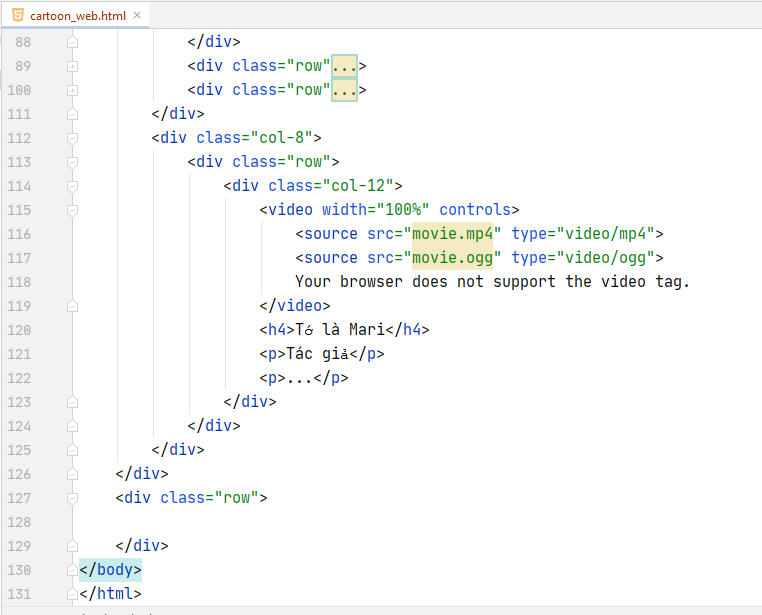 cartoon_web.html
88 </div>
89 <div class="row"...>
100 <div class="row"...>
111 </div>
112 <div class="col-8">
113 <div class="row">
114 <div class="col-12">
115 <video width="100%" controls>
116 <source src="movie.mp4" type="video/mp4">
117 <source src="movie.ogg" type="video/ogg">
118 Your browser does not support the video tag.
119 </video>
120 <h4>Tớ là Mari</h4>
121 <p>Tác giả</p>
122 <p>...</p>
123 </div>
124 </div>
125 </div>
126 </div>
127 <div class="row">
128
129 </div>
130 </body>
131 </html>